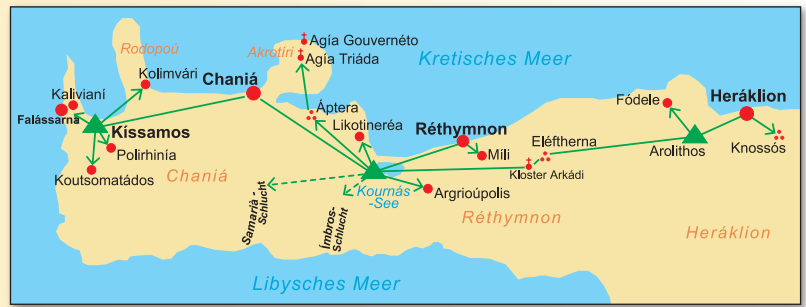 Agía Gouvernéto
Rodopoú
Akrotíri
Agía Triáda
Kretisches Meer
Kolimvári
Chaniá
Kalivianí
Falássarna
Áptera
Fódele
Heráklion
Kíssamos
Likotineréa
Réthymnon
Eléftherna
Polirhinía
Míli
Arolithos
Knossós
Koutsomatádos
Chaniá
Kloster Arkádi
Kournás
-See
Argrioúpolis
Samariá -
Schlucht
Ímbros-
Schlucht
Réthymnon
Heráklion
Libysches Meer